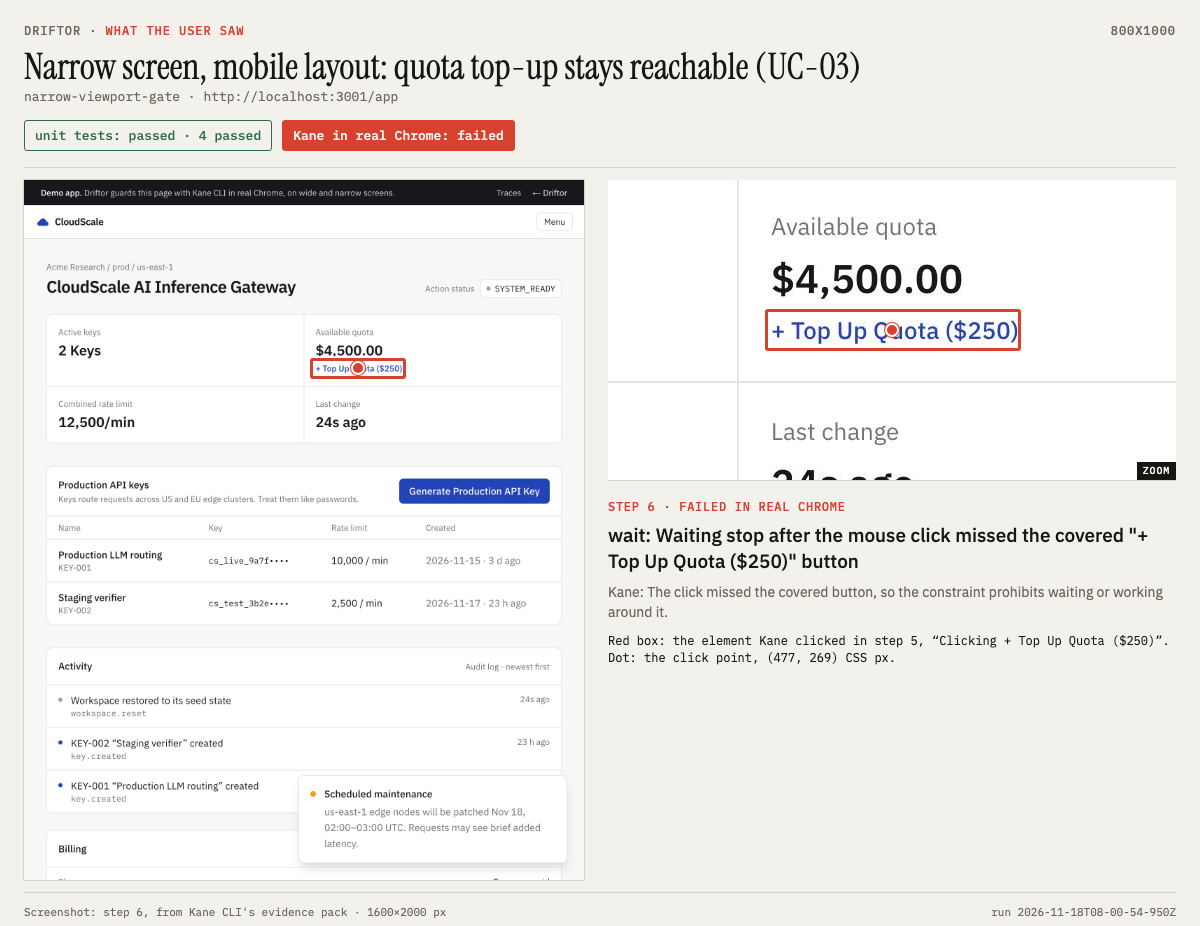 DRIFTOR · WHAT THE USER SAW
800X1000
Narrow screen, mobile layout: quota top-up stays reachable (UC-03)
narrow-viewport-gate · http://localhost:3001/app
unit tests: passed · 4 passed
Kane in real Chrome: failed
Demo app. Driftor guards this page with Kane CLI in real Chrome, on wide and narrow screens.
Traces
← Driftor
CloudScale
Menu
Acme Research / prod / us-east-1
CloudScale AI Inference Gateway
Action status
SYSTEM_READY
Active keys
2 Keys
Available quota
$4,500.00
+ Top Up ta ($250)
Combined rate limit
12,500/min
Last change
24s ago
Production API keys
Keys route requests across US and EU edge clusters. Treat them like passwords.
Generate Production API Key
Name Key Rate limit Created
Production LLM routing
KEY-001
cs_live_9a7f•••• 10,000 / min 2026-11-15 · 3 d ago
Staging verifier
KEY-002
cs_test_3b2e•••• 2,500 / min 2026-11-17 · 23 h ago
Activity
Audit log · newest first
Workspace restored to its seed state
24s ago
workspace.reset
KEY-002 “Staging verifier” created
23 h ago
key.created
KEY-001 “Production LLM routing” created
key.created
Scheduled maintenance
us-east-1 edge nodes will be patched Nov 18,
02:00–03:00 UTC. Requests may see brief added
latency.
Billing
Available quota
$4,500.00
+ Top Up Quota ($250)
Last change
24s ago
ZOOM
STEP 6 · FAILED IN REAL CHROME
wait: Waiting stop after the mouse click missed the covered "+
Top Up Quota ($250)" button
Kane: The click missed the covered button, so the constraint prohibits waiting or working
around it.
Red box: the element Kane clicked in step 5, “Clicking + Top Up Quota ($250)”.
Dot: the click point, (477, 269) CSS px.
Screenshot: step 6, from Kane CLI's evidence pack · 1600×2000 px
run 2026-11-18T08-00-54-950Z